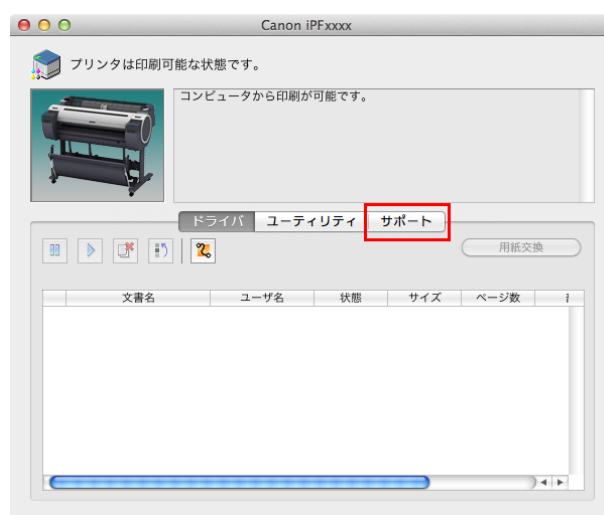 Canon iPFxxxx
プリンタは印刷可能な状態です。
コンピュータから印刷が可能です。
ドライバ ユーティリティ サポート
用紙交換
文書名 ユーザ名 状態 サイズ ページ数